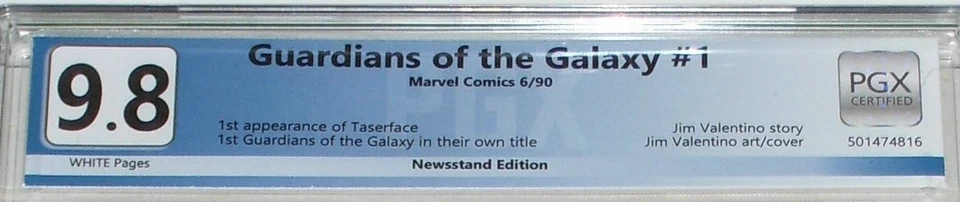 Guardians of the Galaxy #1
Marvel Comics 6/90
9.8
WHITE Pages
1st appearance of Taserface
1st Guardians of the Galaxy in their own title
Newsstand Edition
Jim Valentino story
Jim Valentino art/cover
PGX
CERTIFIED
501474816
PGX